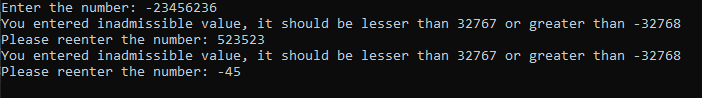 Enter the number: -23456236
You entered inadmissible value, it should be lesser than 32767 or greater than -32768
Please reenter the number: 523523
You entered inadmissible value, it should be lesser than 32767 or greater than -32768
Please reenter the number: -45